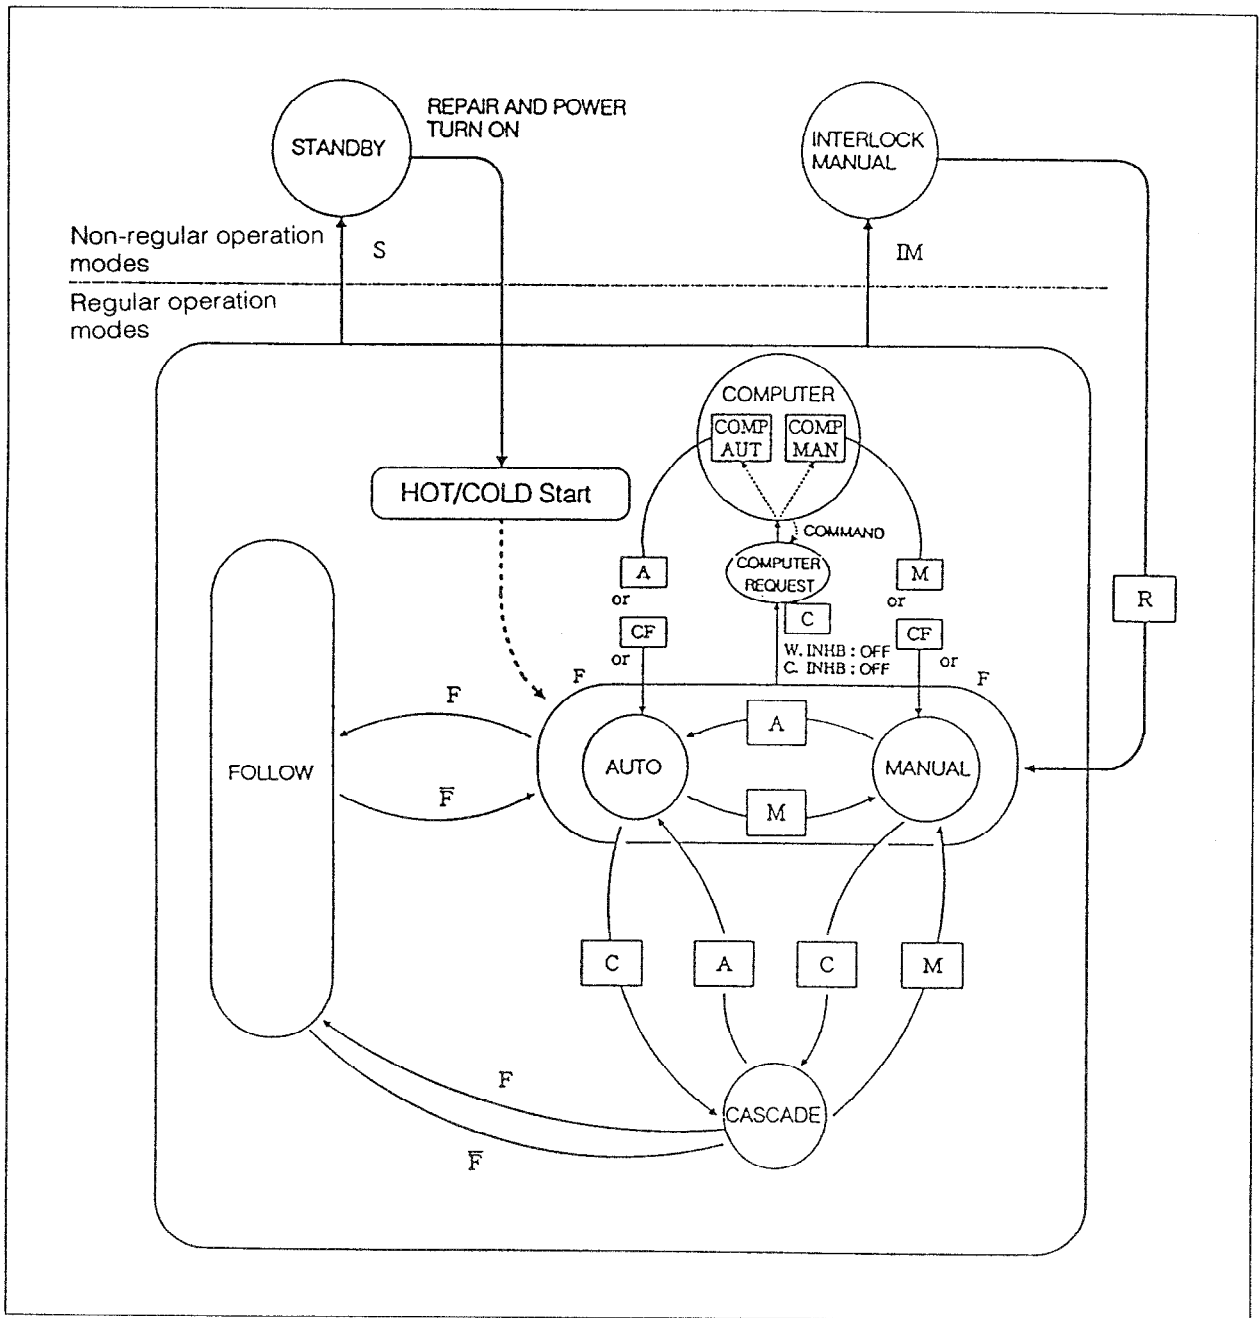 STANDBY
REPAIR AND POWER
TURN ON
INTERLOCK
MANUAL
Non-regular operation
modes
S
IM
Regular operation
modes
COMPUTER
COMP
AUT
COMP
MAN
HOT/COLD Start
COMMAND
COMPUTER
REQUEST
A
or
CF
or
C
W. INHB : OFF
C. INHB : OFF
M
or
CF
or
R
F
F
F
F̅
FOLLOW
AUTO
A
M
MANUAL
C
A
C
M
F
F̅
CASCADE